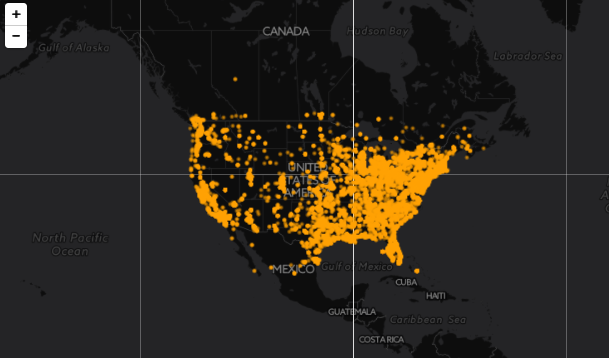 +
−
CANADA
Hudson Bay
Gulf of Alaska
Labrador Sea
UNITED
STATES OF
AMERICA
North Pacific
Ocean
MEXICO
Gulf of Mexico
CUBA
HAITI
GUATEMALA
Caribbean Sea
COSTA RICA